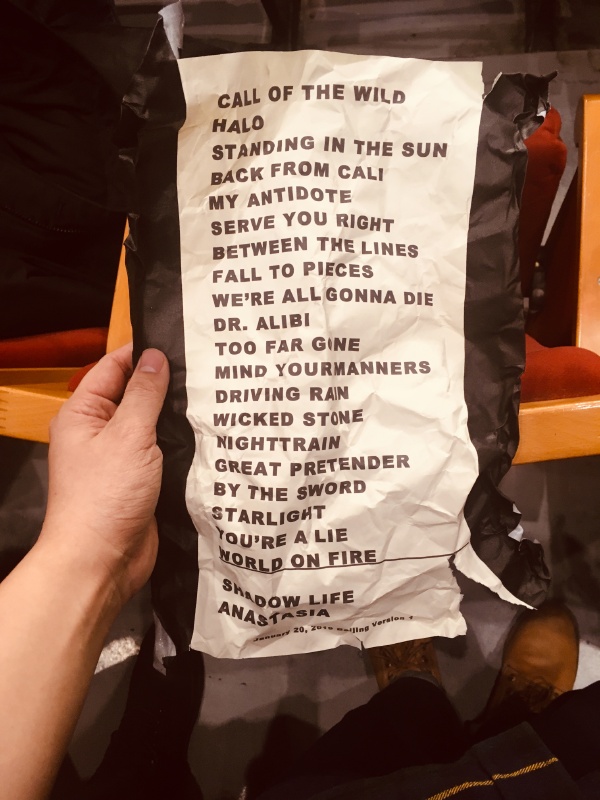 CALL OF THE WILD
HALO
STANDING IN THE SUN
BACK FROM CALI
MY ANTIDOTE
SERVE YOU RIGHT
BETWEEN THE LINES
FALL TO PIECES
WE'RE ALL GONNA DIE
DR. ALIBI
TOO FAR GONE
MIND YOURMANNERS
DRIVING RAIN
WICKED STONE
NIGHTTRAIN
GREAT PRETENDER
BY THE SWORD
STARLIGHT
YOU'RE A LIE
WORLD ON FIRE
SHADOW LIFE
ANASTASIA
January 20, 2019 Beijing Version